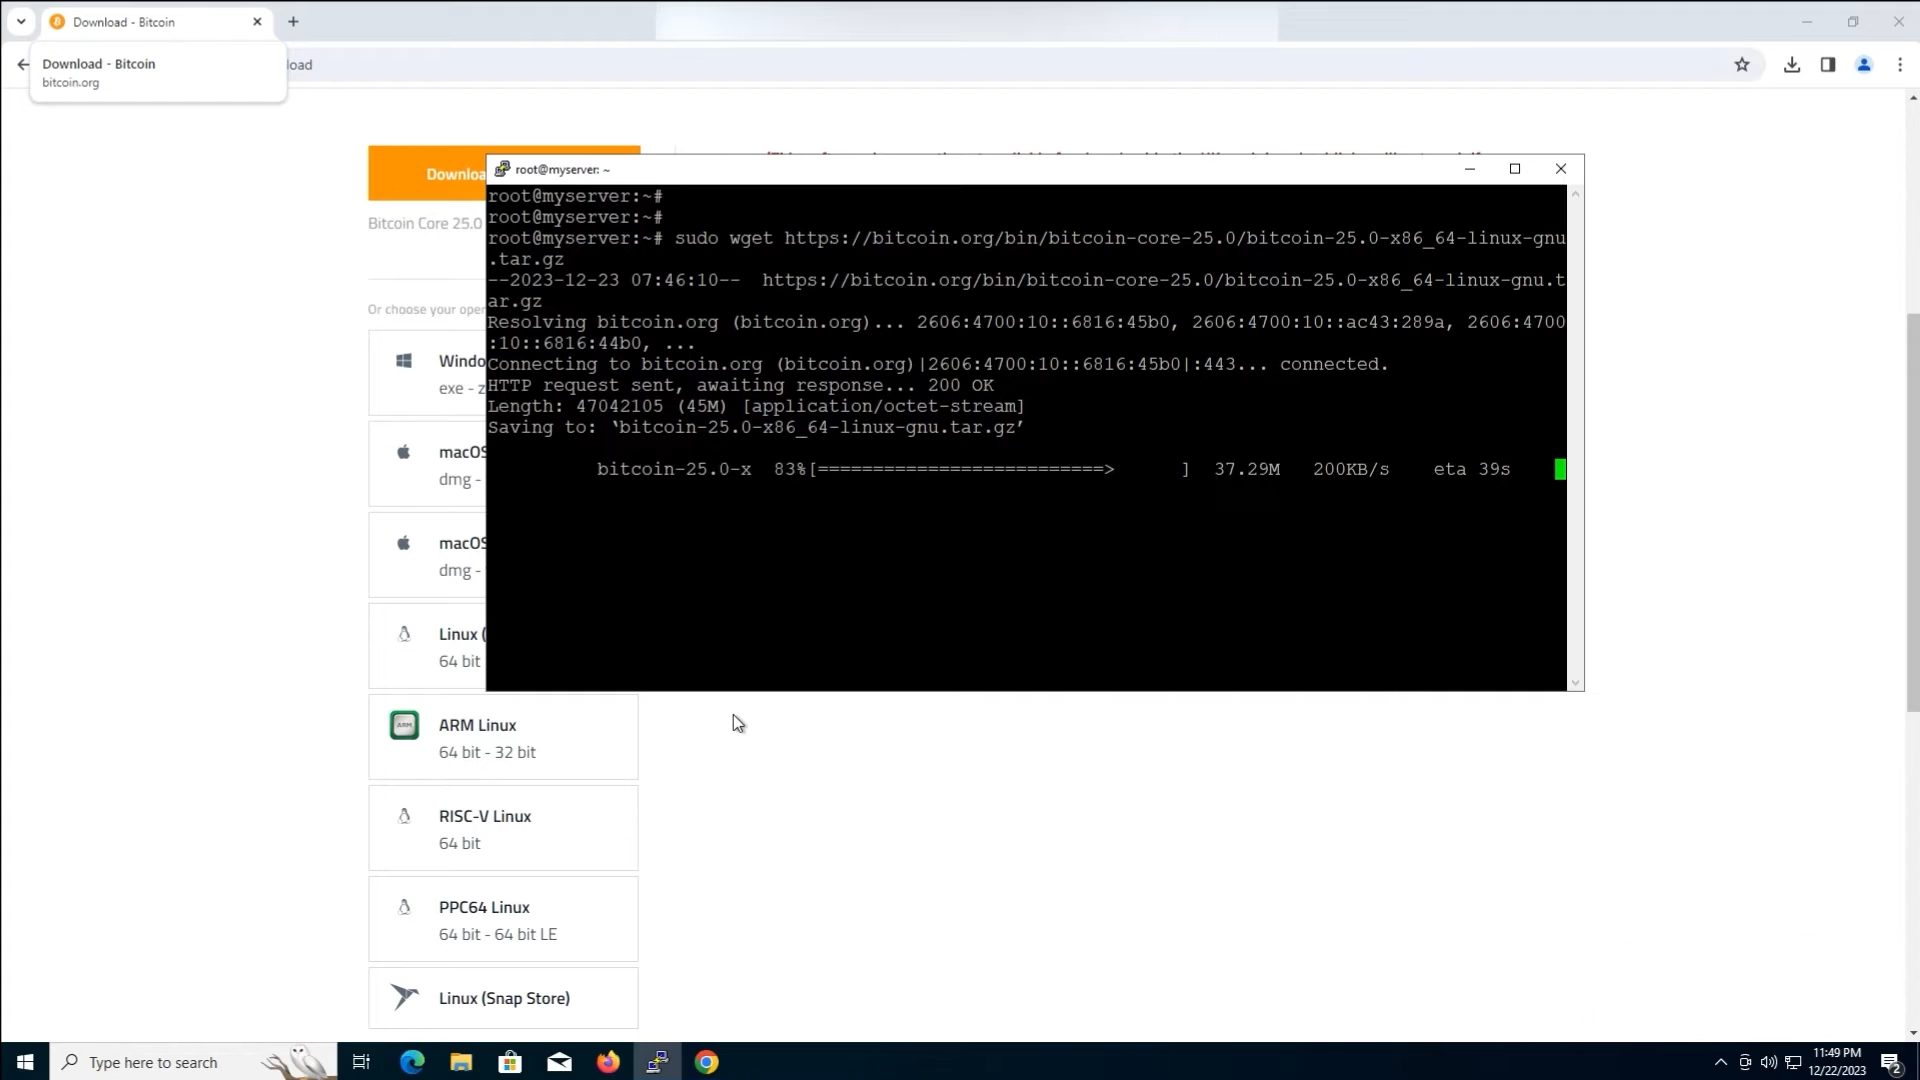 Download - Bitcoin
Download - Bitcoin
bitcoin.org
load
Downloa
Bitcoin Core 25.0
Or choose your oper
Windo
exe - z
macOS
dmg -
macOS
dmg -
Linux (
64 bit
ARM Linux
64 bit - 32 bit
RISC-V Linux
64 bit
PPC64 Linux
64 bit - 64 bit LE
Linux (Snap Store)
root@myserver: ~
root@myserver:~#
root@myserver:~#
root@myserver:~# sudo wget https://bitcoin.org/bin/bitcoin-core-25.0/bitcoin-25.0-x86_64-linux-gnu
.tar.gz
--2023-12-23 07:46:10--  https://bitcoin.org/bin/bitcoin-core-25.0/bitcoin-25.0-x86_64-linux-gnu.t
ar.gz
Resolving bitcoin.org (bitcoin.org)... 2606:4700:10::6816:45b0, 2606:4700:10::ac43:289a, 2606:4700
:10::6816:44b0, ...
Connecting to bitcoin.org (bitcoin.org)|2606:4700:10::6816:45b0|:443... connected.
HTTP request sent, awaiting response... 200 OK
Length: 47042105 (45M) [application/octet-stream]
Saving to: ‘bitcoin-25.0-x86_64-linux-gnu.tar.gz’
bitcoin-25.0-x  83%[==========================>       ]  37.29M   200KB/s    eta 39s
ARM
Type here to search
11:49 PM
12/22/2023
2